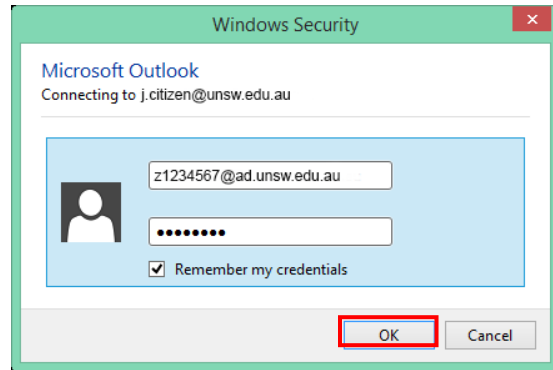 Windows Security
Microsoft Outlook
Connecting to j.citizen@unsw.edu.au
z1234567@ad.unsw.edu.au
••••••••
Remember my credentials
OK
Cancel